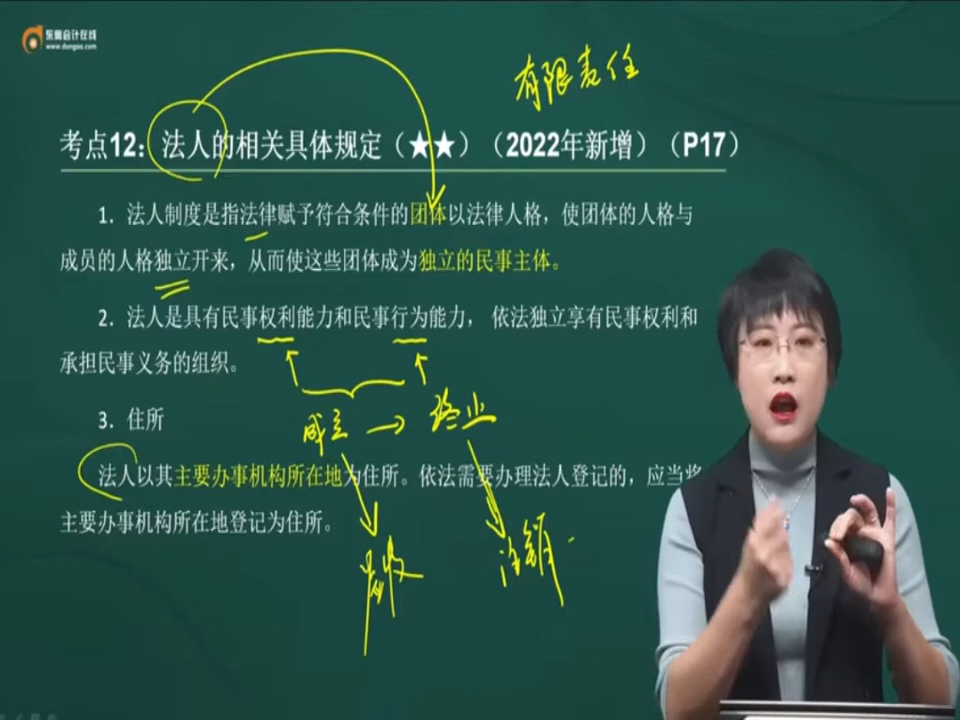 东奥会计在线
www.dongao.com
有限责任
考点12：法人的相关具体规定（★★）（2022年新增）（P17）
1. 法人制度是指法律赋予符合条件的团体以法律人格，使团体的人格与
成员的人格独立开来，从而使这些团体成为独立的民事主体。
2. 法人是具有民事权利能力和民事行为能力， 依法独立享有民事权利和
承担民事义务的组织。
3. 住所
成立 → 终止
法人以其主要办事机构所在地为住所。依法需要办理法人登记的，应当将
主要办事机构所在地登记为住所。
注销